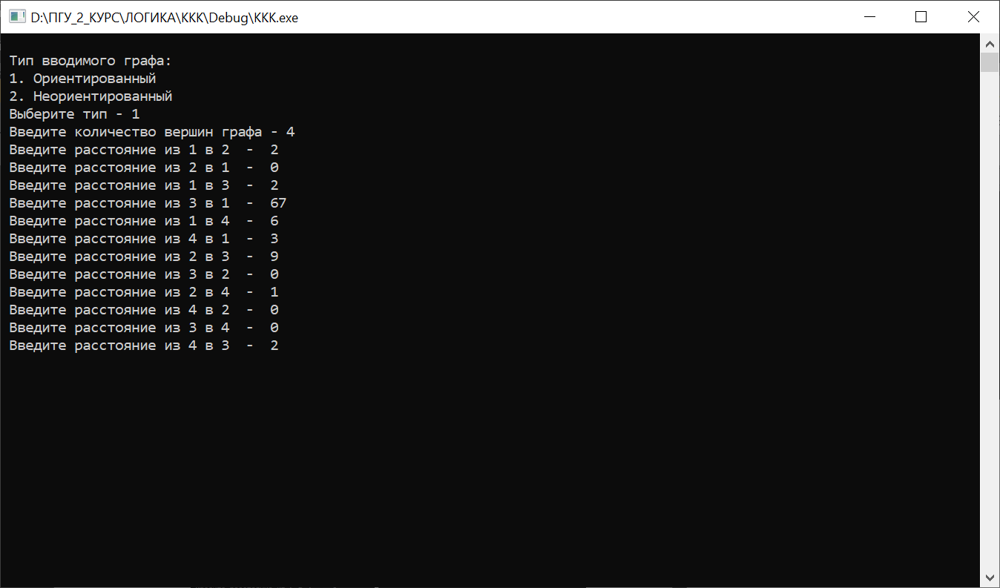 D:\ПГУ_2_КУРС\ЛОГИКА\KKK\Debug\KKK.exe
Тип вводимого графа:
1. Ориентированный
2. Неориентированный
Выберите тип - 1
Введите количество вершин графа - 4
Введите расстояние из 1 в 2  -  2
Введите расстояние из 2 в 1  -  0
Введите расстояние из 1 в 3  -  2
Введите расстояние из 3 в 1  -  67
Введите расстояние из 1 в 4  -  6
Введите расстояние из 4 в 1  -  3
Введите расстояние из 2 в 3  -  9
Введите расстояние из 3 в 2  -  0
Введите расстояние из 2 в 4  -  1
Введите расстояние из 4 в 2  -  0
Введите расстояние из 3 в 4  -  0
Введите расстояние из 4 в 3  -  2